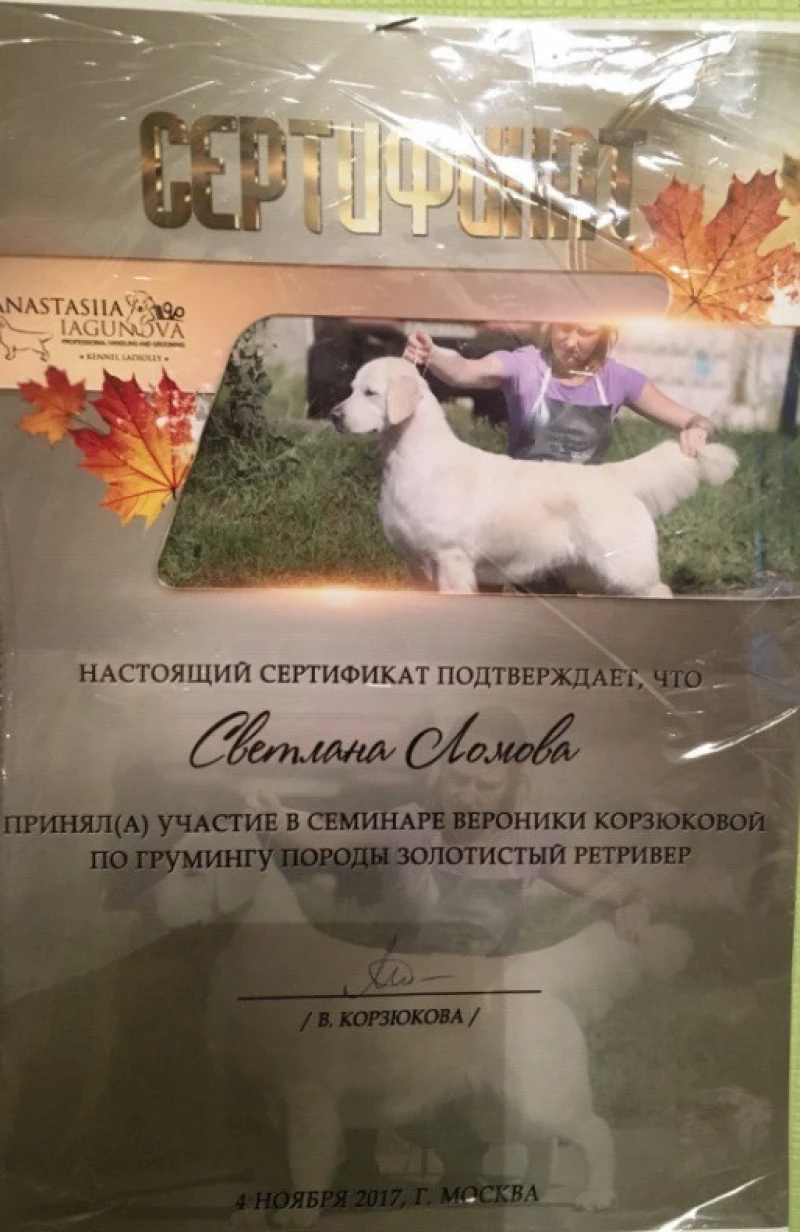 СЕРТИФИКАТ
ANASTASIIA
IAGUNOVA
PROFESSIONAL HANDLING AND GROOMING
• KENNEL LADJOLLY •
НАСТОЯЩИЙ СЕРТИФИКАТ ПОДТВЕРЖДАЕТ, ЧТО
Светлана Ломова
ПРИНЯЛ(А) УЧАСТИЕ В СЕМИНАРЕ ВЕРОНИКИ КОРЗЮКОВОЙ
ПО ГРУМИНГУ ПОРОДЫ ЗОЛОТИСТЫЙ РЕТРИВЕР
/ В. КОРЗЮКОВА /
4 НОЯБРЯ 2017, Г. МОСКВА